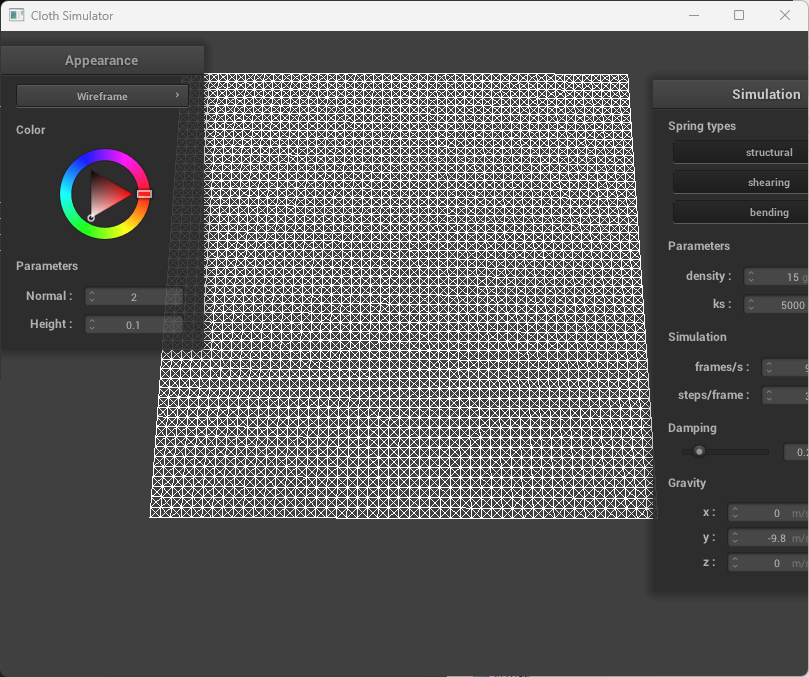 Cloth Simulator
Appearance
Wireframe
Color
Parameters
Normal : 2
Height : 0.1
Simulation
Spring types
structural
shearing
bending
Parameters
density : 15 g
ks : 5000
Simulation
frames/s : 9
steps/frame : 3
Damping
0.2
Gravity
x : 0 m/s
y : -9.8 m/s
z : 0 m/s